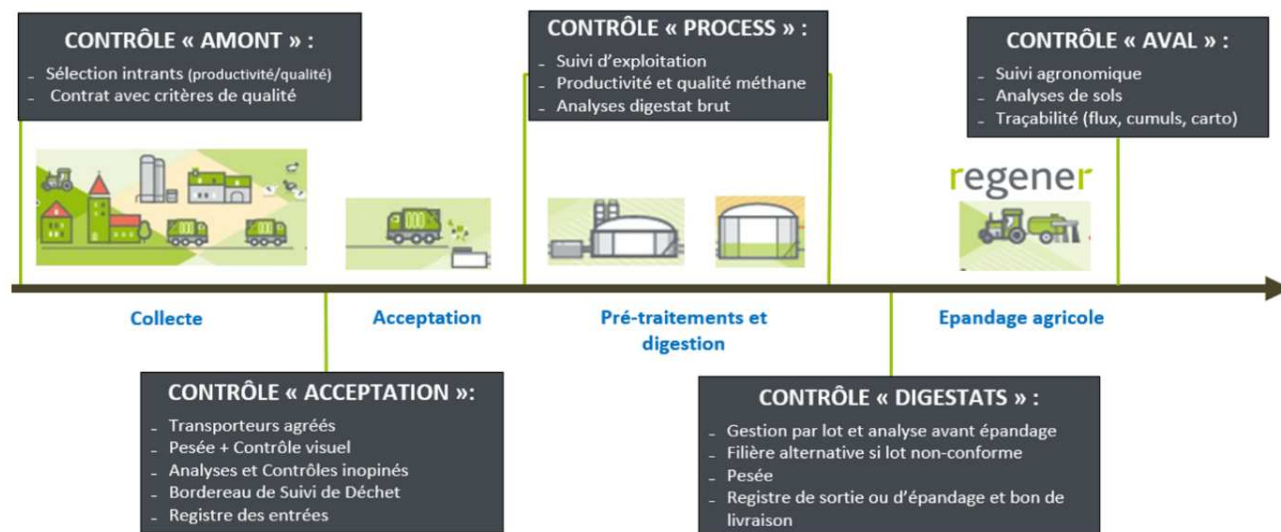 CONTRÔLE « AMONT » :
- Sélection intrants (productivité/qualité)
- Contrat avec critères de qualité
CONTRÔLE « PROCESS » :
- Suivi d'exploitation
- Productivité et qualité méthane
- Analyses digestat brut
CONTRÔLE « AVAL » :
- Suivi agronomique
- Analyses de sols
- Traçabilité (flux, cumuls, carto)
regener
Collecte
Acceptation
Pré-traitements et
digestion
Epandage agricole
CONTRÔLE « ACCEPTATION »:
- Transporteurs agréés
- Pesée + Contrôle visuel
- Analyses et Contrôles inopinés
- Bordereau de Suivi de Déchet
- Registre des entrées
CONTRÔLE « DIGESTATS » :
- Gestion par lot et analyse avant épandage
- Filière alternative si lot non-conforme
- Pesée
- Registre de sortie ou d'épandage et bon de
livraison